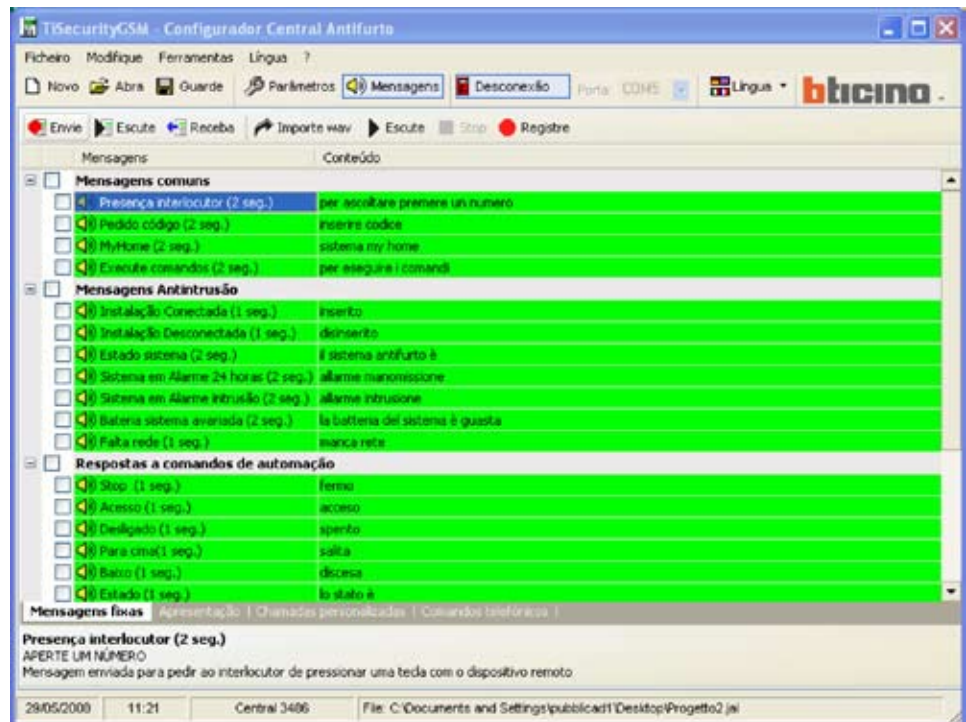 TiSecurityGSM - Configurador Central Antifurto
Ficheiro Modifique Ferramentas Língua ?
Novo Abra Guarde Parâmetros Mensagens Desconexão Porta COM5 Língua bticino
Envie Escute Receba Importe wav Escute Stop Registre
Mensagens Conteúdo
Mensagens comuns
Presença interlocutor (2 seg.) per ascoltare premere un numero
Pedido código (2 seg.) inserire codice
MyHome (2 seg.) sistema my home
Execute comandos (2 seg.) per eseguire i comandi
Mensagens Antintrusão
Instalação Conectada (1 seg.) inserito
Instalação Desconectada (1 seg.) disinserito
Estado sistema (2 seg.) il sistema antifurto è
Sistema em Alarme 24 horas (2 seg.) allarme manomissione
Sistema em Alarme intrusão (2 seg.) allarme intrusione
Bateria sistema avariada (2 seg.) la batteria del sistema è guasta
Falta rede (1 seg.) manca rete
Respostas a comandos de automação
Stop (1 seg.) fermo
Acesso (1 seg.) acceso
Desligado (1 seg.) spento
Para cima(1 seg.) salita
Baixo (1 seg.) discesa
Estado (1 seg.) lo stato è
Mensagens fixas | Apresentação | Chamadas personalizadas | Comandos telefónicos |
Presença interlocutor (2 seg.)
APERTE UM NÚMERO
Mensagem enviada para pedir ao interlocutor de pressionar uma tecla com o dispositivo remoto
29/05/2008 11:21 Central 3486 File: C:\Documents and Settings\pubblicad1\Desktop\Progetto2.jai